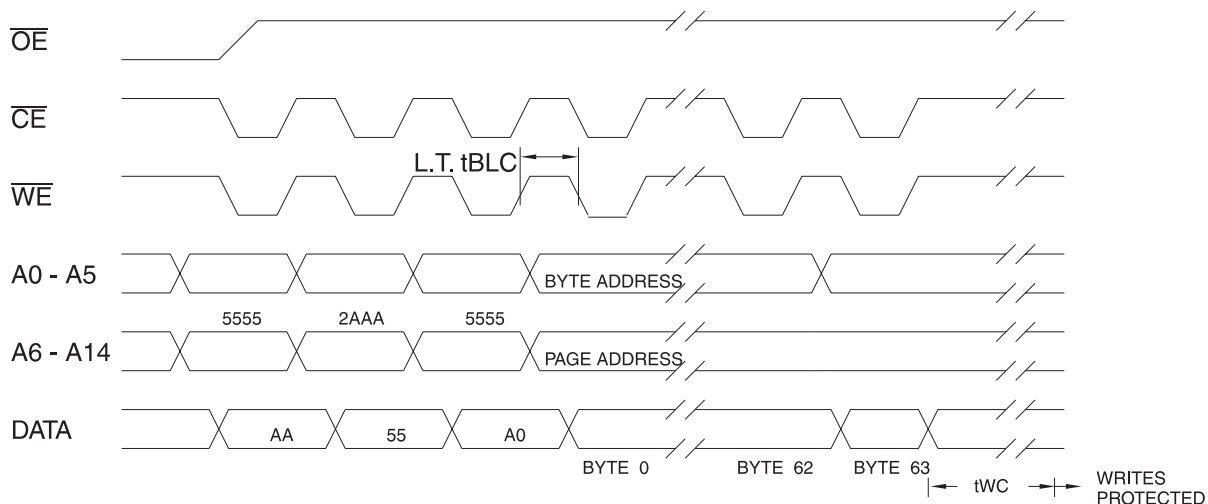 OE
CE
L.T. tBLC
WE
A0 - A5
BYTE ADDRESS
5555 2AAA 5555
A6 - A14
PAGE ADDRESS
DATA
AA 55 A0
BYTE 0 BYTE 62 BYTE 63
tWC
WRITES
PROTECTED